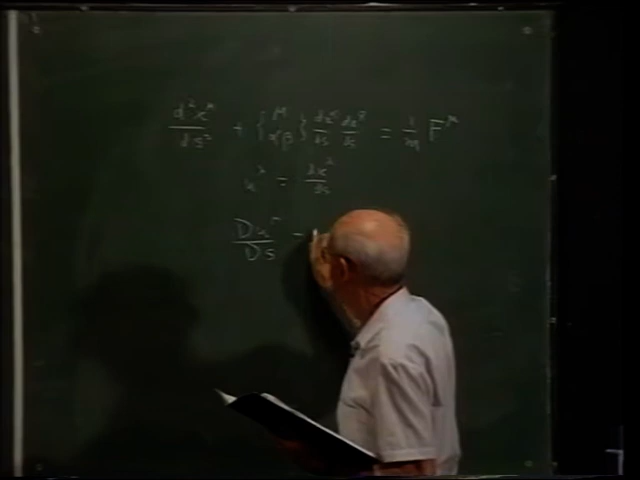 d²x^μ/ds² + {^μ_αβ} dx^α/ds dx^β/ds = 1/m F^μ
u^λ = dx^λ/ds
Du^μ/Ds =